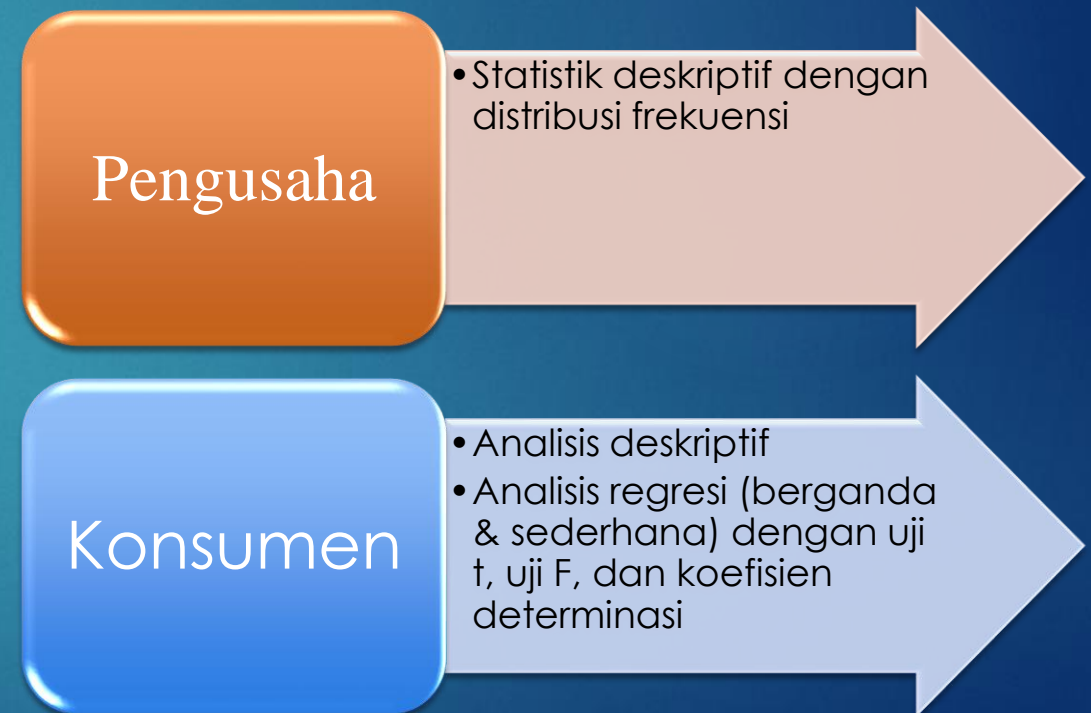 Pengusaha
•Statistik deskriptif dengan
distribusi frekuensi
Konsumen
•Analisis deskriptif
•Analisis regresi (berganda
& sederhana) dengan uji
t, uji F, dan koefisien
determinasi